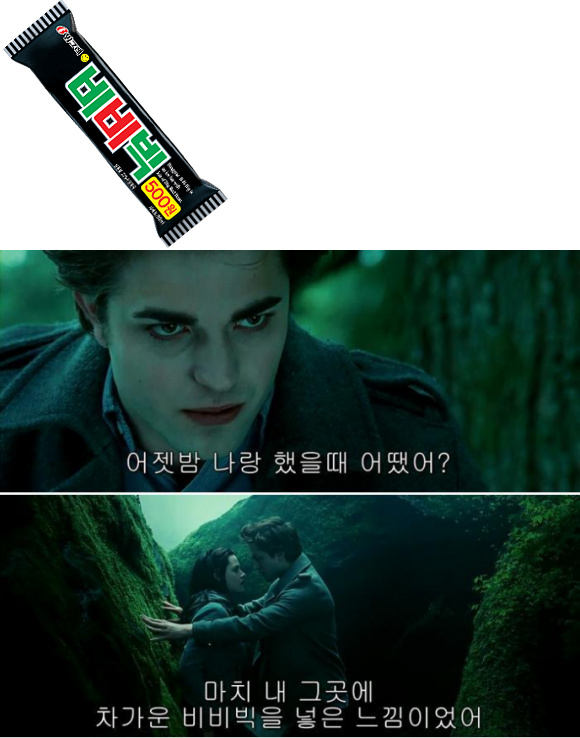 비비빅
500원
어젯밤 나랑 했을때 어땠어?
마치 내 그곳에
차가운 비비빅을 넣은 느낌이었어